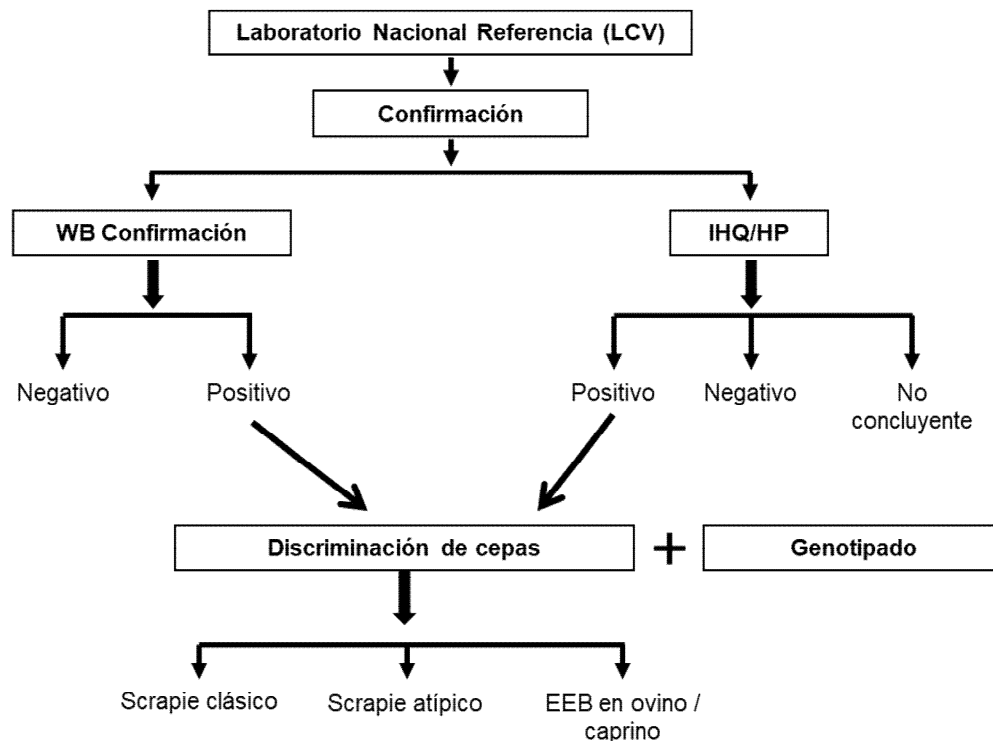 Laboratorio Nacional Referencia (LCV)
Confirmación
WB Confirmación
IHQ/HP
Negativo
Positivo
Positivo
Negativo
No
concluyente
Discriminación de cepas
+
Genotipado
Scrapie clásico
Scrapie atípico
EEB en ovino /
caprino